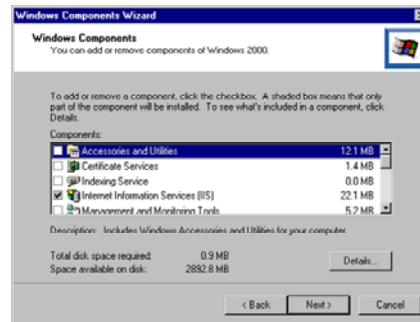 Windows Components Wizard
Windows Components
You can add or remove components of Windows 2000.
To add or remove a component, click the checkbox. A shaded box means that only
part of the component will be installed. To see what's included in a component, click
Details.
Components:
Accessories and Utilities 12.1 MB
Certificate Services 1.4 MB
Indexing Service 0.0 MB
Internet Information Services (IIS) 22.1 MB
Management and Monitoring Tools 5.2 MB
Description: Includes Windows Accessories and Utilities for your computer
Total disk space required: 0.9 MB
Space available on disk: 2892.8 MB
Details...
< Back Next > Cancel